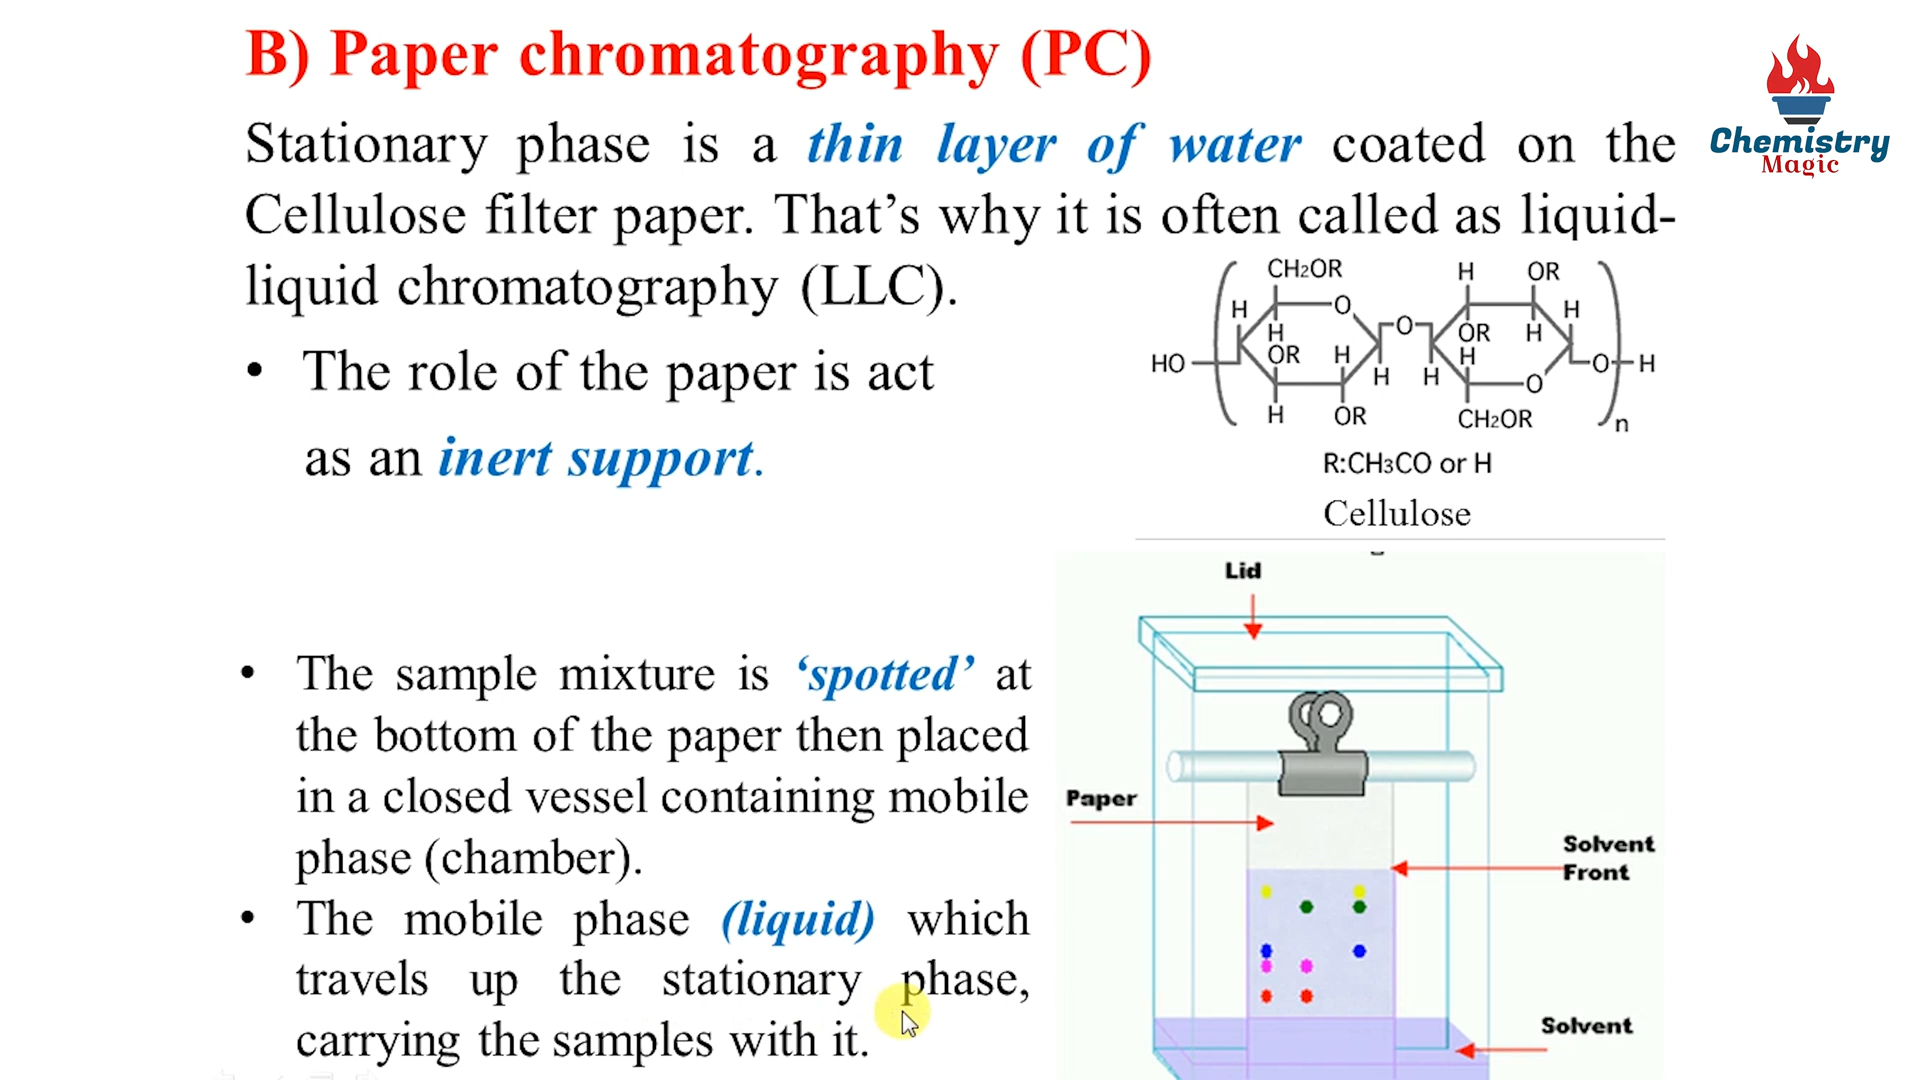 B) Paper chromatography (PC)
Chemistry
Magic
Stationary phase is a thin layer of water coated on the
Cellulose filter paper. That’s why it is often called as liquid-
liquid chromatography (LLC).
• The role of the paper is act
as an inert support.
CH2OR H OR
H O H
H O OR H
OR H H
HO H H O H
H OR O
CH2OR n
R:CH3CO or H
Cellulose
• The sample mixture is ‘spotted’ at
the bottom of the paper then placed
in a closed vessel containing mobile
phase (chamber).
• The mobile phase (liquid) which
travels up the stationary phase,
carrying the samples with it.
Lid
Paper
Solvent
Front
Solvent